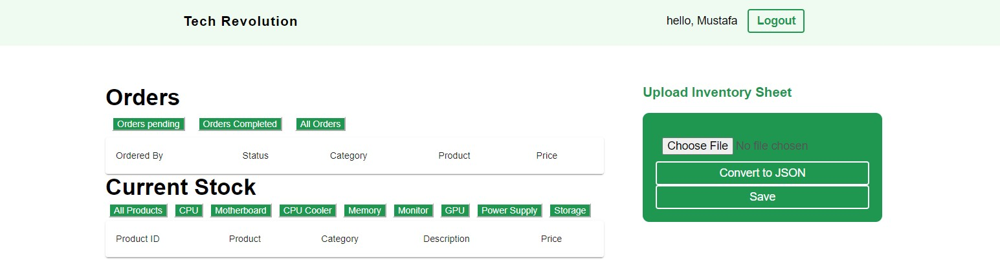 Tech Revolution
hello, Mustafa Logout
Orders
Orders pending Orders Completed All Orders
Ordered By Status Category Product Price
Current Stock
All Products CPU Motherboard CPU Cooler Memory Monitor GPU Power Supply Storage
Product ID Product Category Description Price
Upload Inventory Sheet
Choose File No file chosen
Convert to JSON
Save